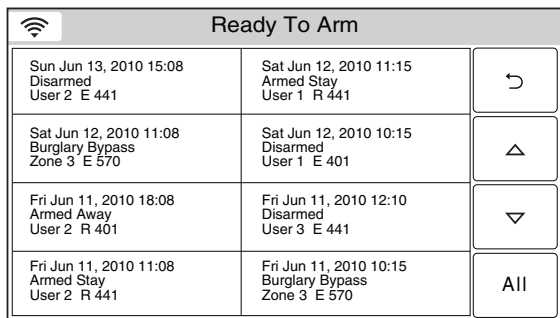 Ready To Arm
Sun Jun 13, 2010 15:08
Disarmed
User 2 E 441
Sat Jun 12, 2010 11:15
Armed Stay
User 1 R 441
Sat Jun 12, 2010 11:08
Burglary Bypass
Zone 3 E 570
Sat Jun 12, 2010 10:15
Disarmed
User 1 E 401
Fri Jun 11, 2010 18:08
Armed Away
User 2 R 401
Fri Jun 11, 2010 12:10
Disarmed
User 3 E 441
Fri Jun 11, 2010 11:08
Armed Stay
User 2 R 441
Fri Jun 11, 2010 10:15
Burglary Bypass
Zone 3 E 570
All